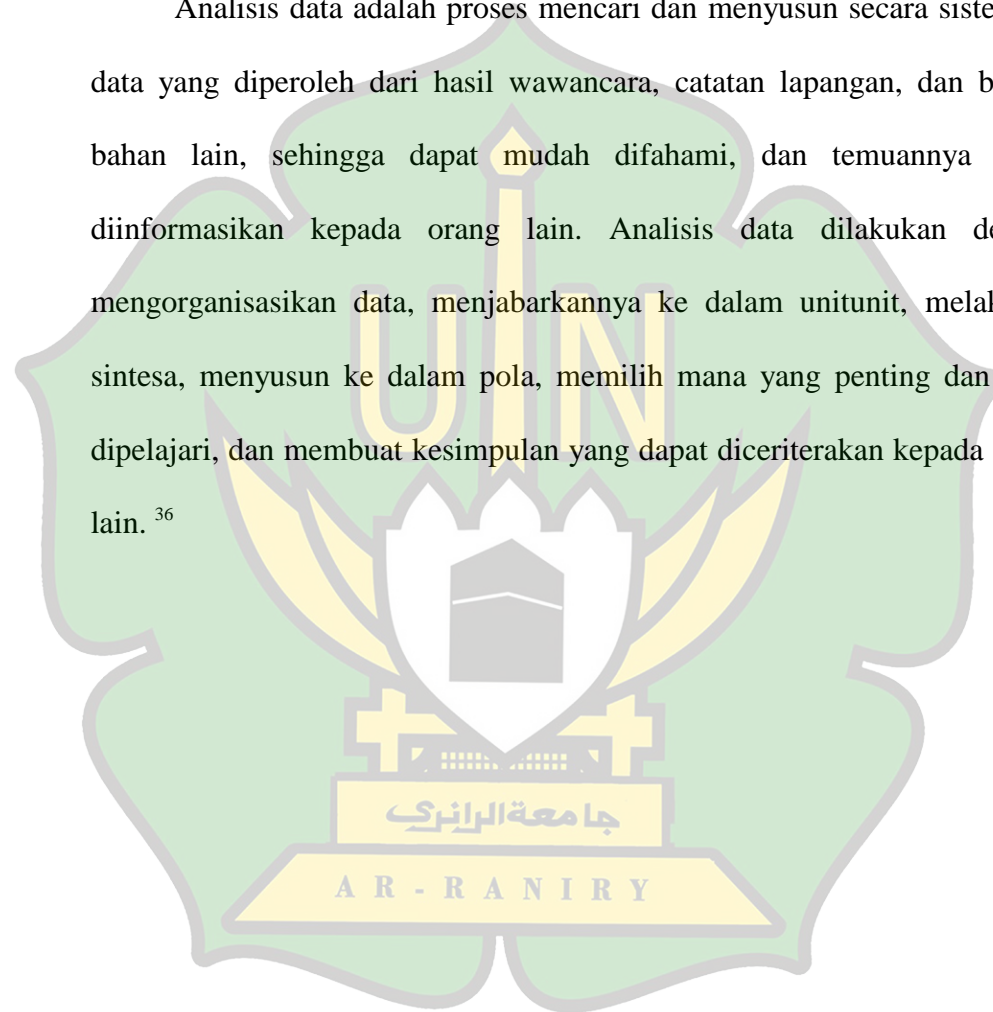 Analisis data adalah proses mencari dan menyusun secara siste
data yang diperoleh dari hasil wawancara, catatan lapangan, dan b
bahan lain, sehingga dapat mudah difahami, dan temuannya
diinformasikan kepada orang lain. Analisis data dilakukan de
mengorganisasikan data, menjabarkannya ke dalam unitunit, melak
sintesa, menyusun ke dalam pola, memilih mana yang penting dan
dipelajari, dan membuat kesimpulan yang dapat diceriterakan kepada
lain. 36
UIN
جامعةالرانري
AR-RANIRY